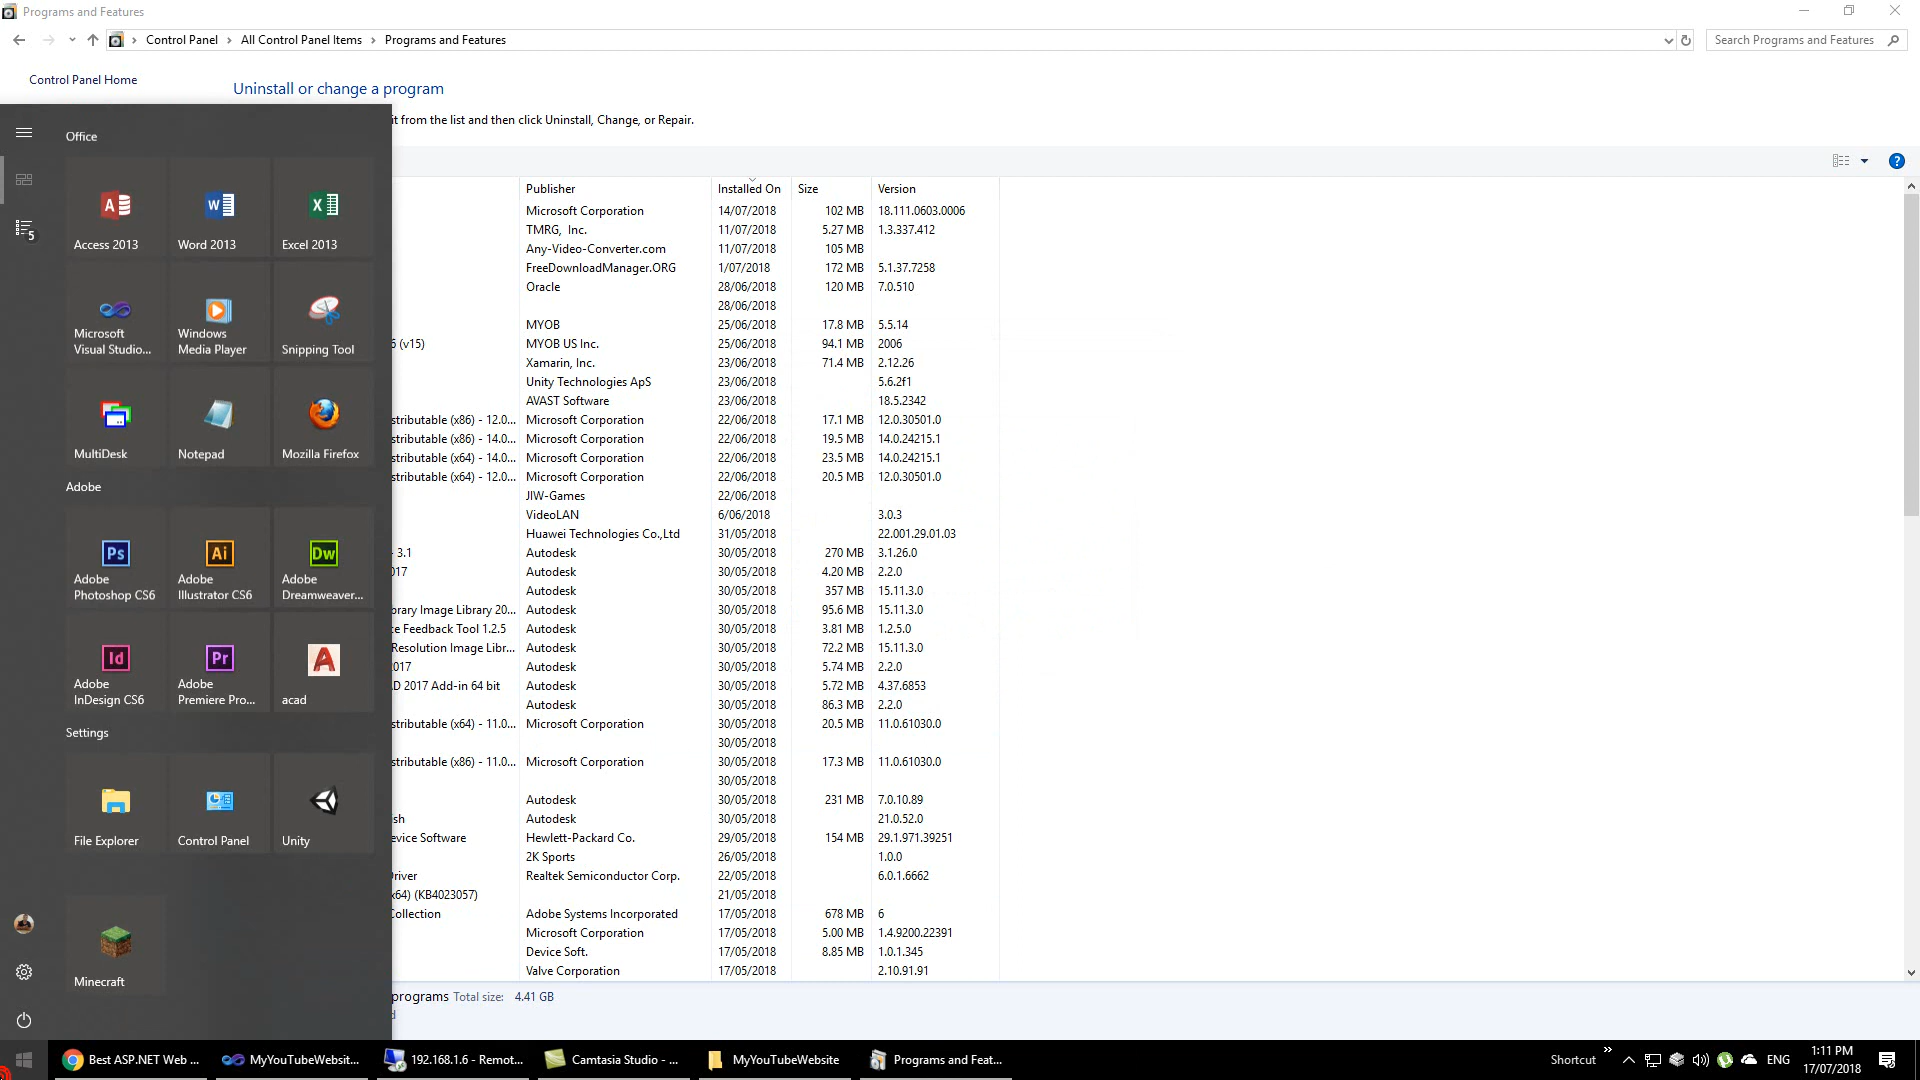 Programs and Features
Control Panel > All Control Panel Items > Programs and Features
Search Programs and Features
Control Panel Home
Uninstall or change a program
it from the list and then click Uninstall, Change, or Repair.
Office
Access 2013 Word 2013 Excel 2013
Microsoft Visual Studio...
Windows Media Player
Snipping Tool
MultiDesk Notepad Mozilla Firefox
Adobe
Adobe Photoshop CS6
Adobe Illustrator CS6
Adobe Dreamweaver...
Adobe InDesign CS6
Adobe Premiere Pro...
acad
Settings
File Explorer Control Panel Unity
Minecraft
5
Publisher Installed On Size Version
Microsoft Corporation 14/07/2018 102 MB 18.111.0603.0006
TMRG, Inc. 11/07/2018 5.27 MB 1.3.337.412
Any-Video-Converter.com 11/07/2018 105 MB
FreeDownloadManager.ORG 1/07/2018 172 MB 5.1.37.7258
Oracle 28/06/2018 120 MB 7.0.510
28/06/2018
MYOB 25/06/2018 17.8 MB 5.5.14
6 (v15) MYOB US Inc. 25/06/2018 94.1 MB 2006
Xamarin, Inc. 23/06/2018 71.4 MB 2.12.26
Unity Technologies ApS 23/06/2018 5.6.2f1
AVAST Software 23/06/2018 18.5.2342
stributable (x86) - 12.0... Microsoft Corporation 22/06/2018 17.1 MB 12.0.30501.0
stributable (x86) - 14.0... Microsoft Corporation 22/06/2018 19.5 MB 14.0.24215.1
stributable (x64) - 14.0... Microsoft Corporation 22/06/2018 23.5 MB 14.0.24215.1
stributable (x64) - 12.0... Microsoft Corporation 22/06/2018 20.5 MB 12.0.30501.0
JIW-Games 22/06/2018
VideoLAN 6/06/2018 3.0.3
Huawei Technologies Co.,Ltd 31/05/2018 22.001.29.01.03
- 3.1 Autodesk 30/05/2018 270 MB 3.1.26.0
017 Autodesk 30/05/2018 4.20 MB 2.2.0
Autodesk 30/05/2018 357 MB 15.11.3.0
brary Image Library 20... Autodesk 30/05/2018 95.6 MB 15.11.3.0
ce Feedback Tool 1.2.5 Autodesk 30/05/2018 3.81 MB 1.2.5.0
Resolution Image Libr... Autodesk 30/05/2018 72.2 MB 15.11.3.0
2017 Autodesk 30/05/2018 5.74 MB 2.2.0
D 2017 Add-in 64 bit Autodesk 30/05/2018 5.72 MB 4.37.6853
Autodesk 30/05/2018 86.3 MB 2.2.0
stributable (x64) - 11.0... Microsoft Corporation 30/05/2018 20.5 MB 11.0.61030.0
30/05/2018
stributable (x86) - 11.0... Microsoft Corporation 30/05/2018 17.3 MB 11.0.61030.0
30/05/2018
Autodesk 30/05/2018 231 MB 7.0.10.89
sh Autodesk 30/05/2018 21.0.52.0
evice Software Hewlett-Packard Co. 29/05/2018 154 MB 29.1.971.39251
2K Sports 26/05/2018 1.0.0
Driver Realtek Semiconductor Corp. 22/05/2018 6.0.1.6662
x64) (KB4023057) 21/05/2018
Collection Adobe Systems Incorporated 17/05/2018 678 MB 6
Microsoft Corporation 17/05/2018 5.00 MB 1.4.9200.22391
Device Soft. 17/05/2018 8.85 MB 1.0.1.345
Valve Corporation 17/05/2018 2.10.91.91
programs Total size: 4.41 GB
d
Best ASP.NET Web ... MyYouTubeWebsit... 192.168.1.6 - Remot... Camtasia Studio - ... MyYouTubeWebsite Programs and Feat... Shortcut ENG
1:11 PM
17/07/2018